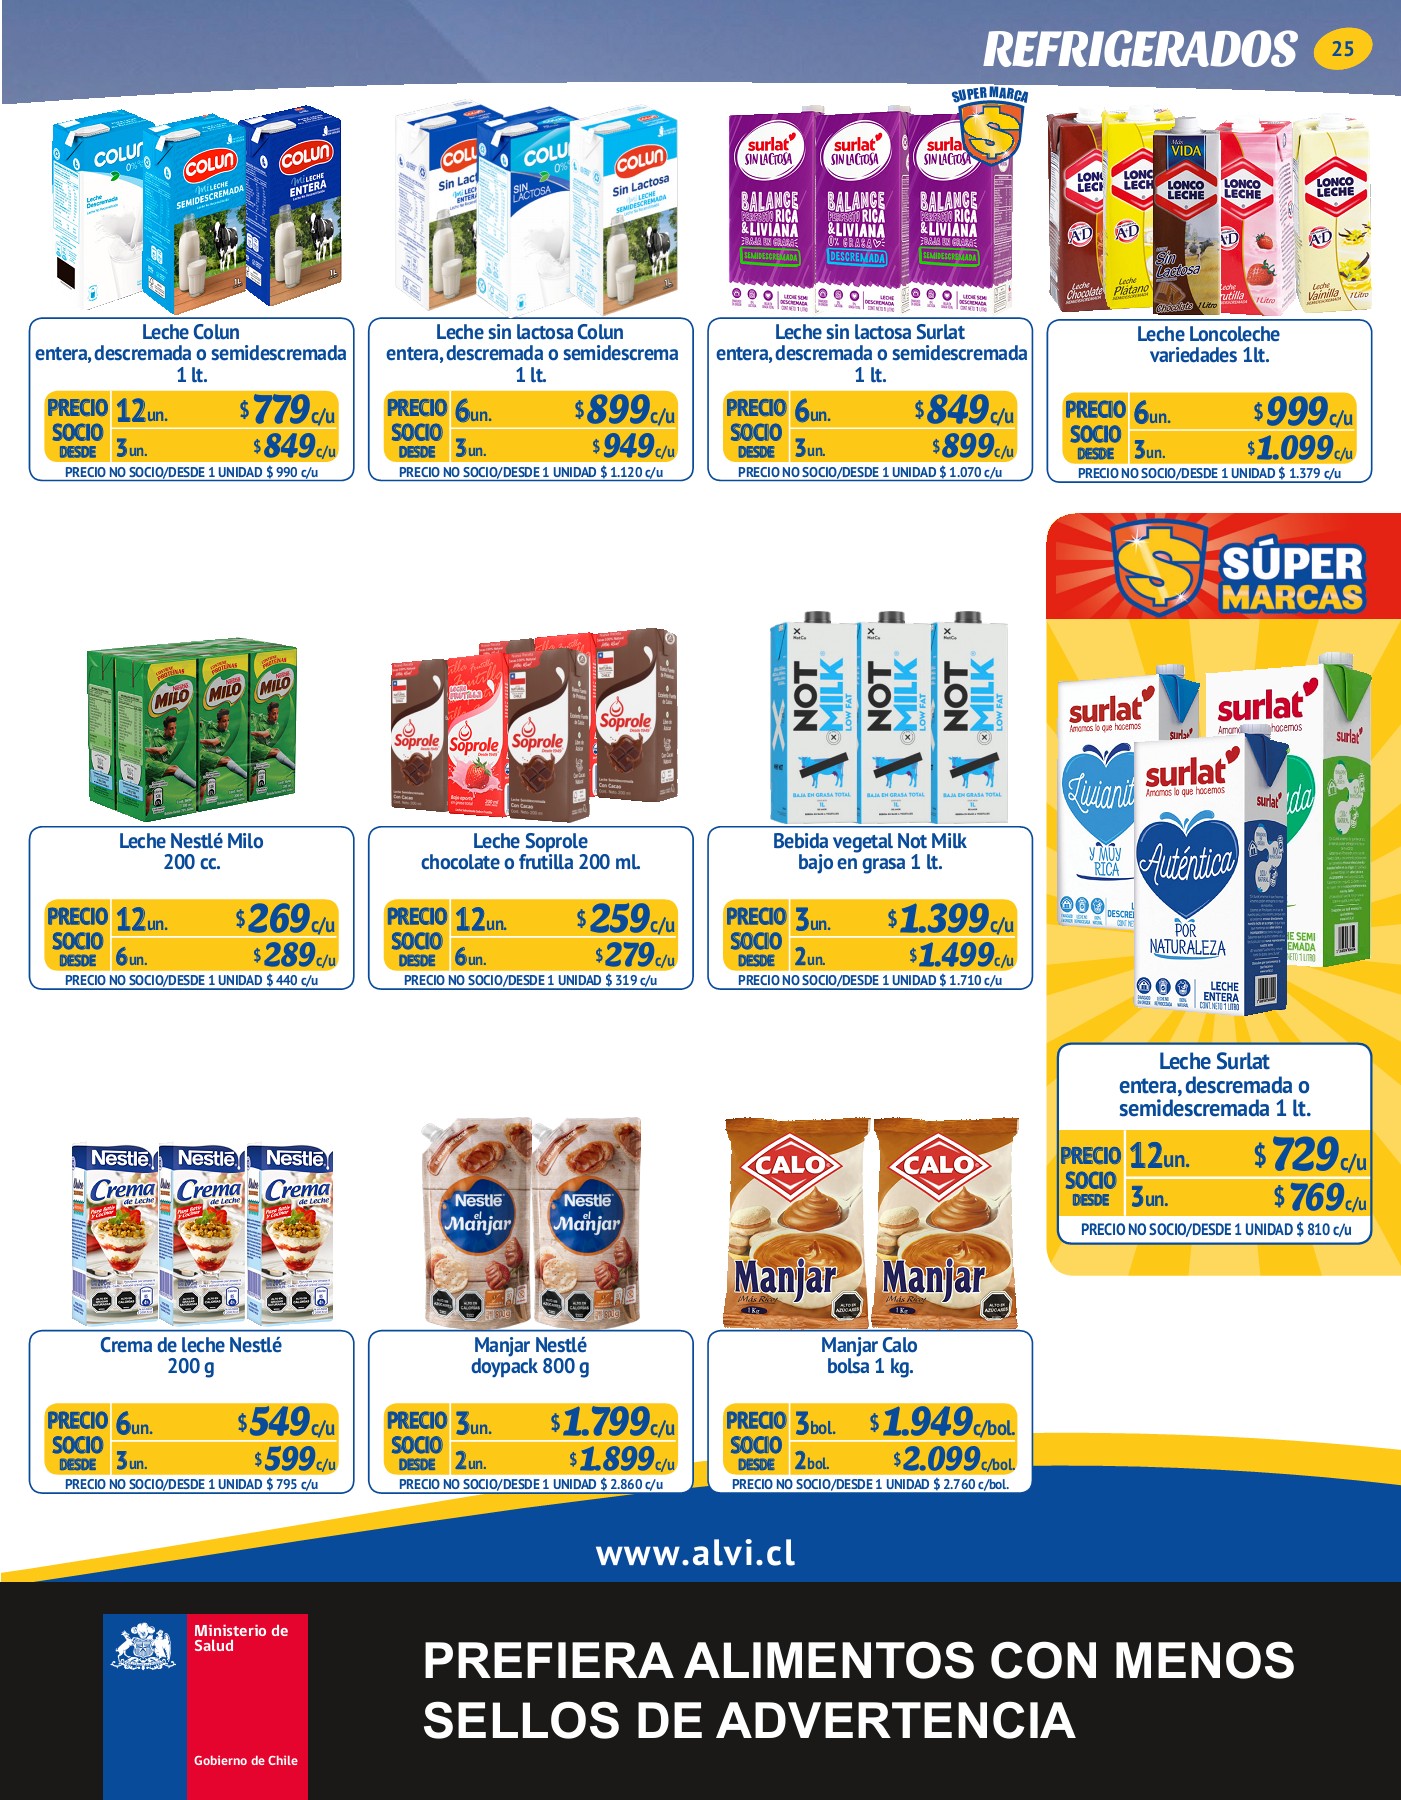 REFRIGERADOS 25
SUPER MARCA
Leche Colun
entera, descremada o semidescremada
1 lt.
PRECIO SOCIO DESDE
12un. $779c/u
3un. $849c/u
PRECIO NO SOCIO/DESDE 1 UNIDAD $ 990 c/u
Leche sin lactosa Colun
entera, descremada o semidescrema
1 lt.
PRECIO SOCIO DESDE
6un. $899c/u
3un. $949c/u
PRECIO NO SOCIO/DESDE 1 UNIDAD $ 1.120 c/u
Leche sin lactosa Surlat
entera, descremada o semidescremada
1 lt.
PRECIO SOCIO DESDE
6un. $849c/u
3un. $899c/u
PRECIO NO SOCIO/DESDE 1 UNIDAD $ 1.070 c/u
Leche Loncoleche
variedades 1lt.
PRECIO SOCIO DESDE
6un. $999c/u
3un. $1.099c/u
PRECIO NO SOCIO/DESDE 1 UNIDAD $ 1.379 c/u
Leche Nestlé Milo
200 cc.
PRECIO SOCIO DESDE
12un. $269c/u
6un. $289c/u
PRECIO NO SOCIO/DESDE 1 UNIDAD $ 440 c/u
Leche Soprole
chocolate o frutilla 200 ml.
PRECIO SOCIO DESDE
12un. $259c/u
6un. $279c/u
PRECIO NO SOCIO/DESDE 1 UNIDAD $ 319 c/u
Bebida vegetal Not Milk
bajo en grasa 1 lt.
PRECIO SOCIO DESDE
3un. $1.399c/u
2un. $1.499c/u
PRECIO NO SOCIO/DESDE 1 UNIDAD $ 1.710 c/u
SÚPER
MARCAS
surlat
Amamos lo que hacemos
Auténtica
POR
NATURALEZA
LECHE
ENTERA
Leche Surlat
entera, descremada o
semidescremada 1 lt.
PRECIO SOCIO DESDE
12un. $729c/u
3un. $769c/u
PRECIO NO SOCIO/DESDE 1 UNIDAD $ 810 c/u
Crema de leche Nestlé
200 g
PRECIO SOCIO DESDE
6un. $549c/u
3un. $599c/u
PRECIO NO SOCIO/DESDE 1 UNIDAD $ 795 c/u
Manjar Nestlé
doypack 800 g
PRECIO SOCIO DESDE
3un. $1.799c/u
2un. $1.899c/u
PRECIO NO SOCIO/DESDE 1 UNIDAD $ 2.860 c/u
Manjar Calo
bolsa 1 kg.
PRECIO SOCIO DESDE
3bol. $1.949c/bol.
2bol. $2.099c/bol.
PRECIO NO SOCIO/DESDE 1 UNIDAD $ 2.760 c/bol.
www.alvi.cl
Ministerio de
Salud
Gobierno de Chile
PREFIERA ALIMENTOS CON MENOS
SELLOS DE ADVERTENCIA